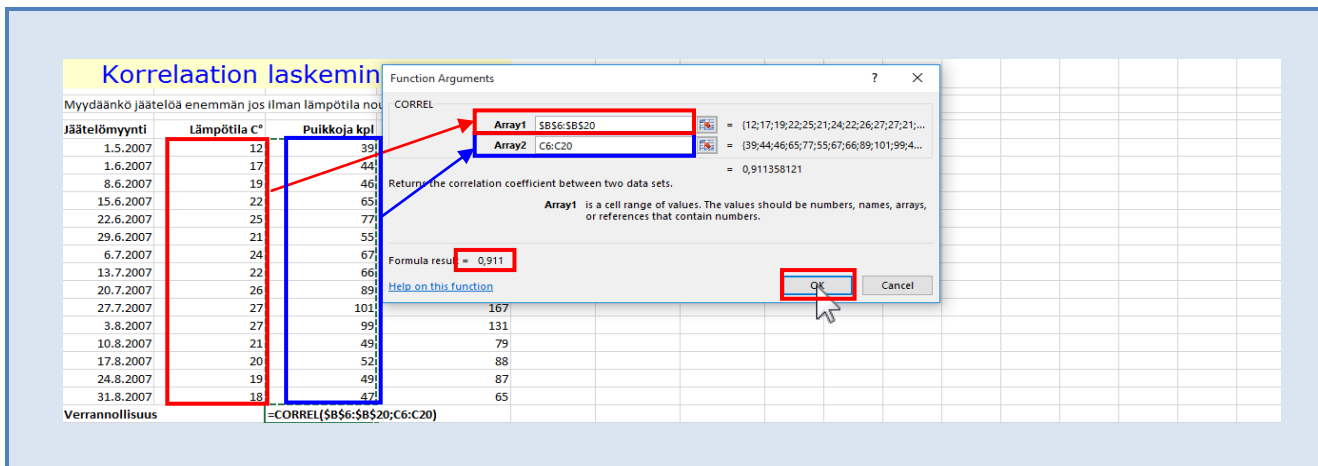 Korrelaation laskemin
Function Arguments ? ×
Myydäänkö jäätelöä enemmän jos ilman lämpötila nou
CORREL
Array1 $B$6:$B$20 = {12;17;19;22;25;21;24;22;26;27;27;21;...
Array2 C6:C20 = {39;44;46;65;77;55;67;66;89;101;99;4...
= 0,911358121
Returns the correlation coefficient between two data sets.
Array1 is a cell range of values. The values should be numbers, names, arrays,
or references that contain numbers.
Formula result = 0,911
Help on this function
OK Cancel
Jäätelömyynti Lämpötila C° Puikkoja kpl
1.5.2007 12 39
1.6.2007 17 44
8.6.2007 19 46
15.6.2007 22 65
22.6.2007 25 77
29.6.2007 21 55
6.7.2007 24 67
13.7.2007 22 66
20.7.2007 26 89
27.7.2007 27 101 167
3.8.2007 27 99 131
10.8.2007 21 49 79
17.8.2007 20 52 88
24.8.2007 19 49 87
31.8.2007 18 47 65
Verrannollisuus =CORREL($B$6:$B$20;C6:C20)